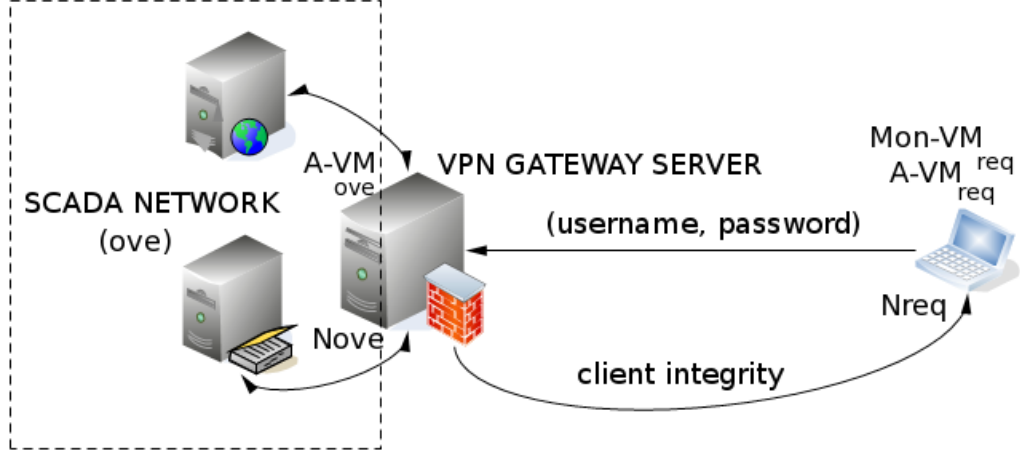 Mon-VM req
A-VM req
A-VM ove
VPN GATEWAY SERVER
SCADA NETWORK
(ove)
(username, password)
Nreq
Nove
client integrity